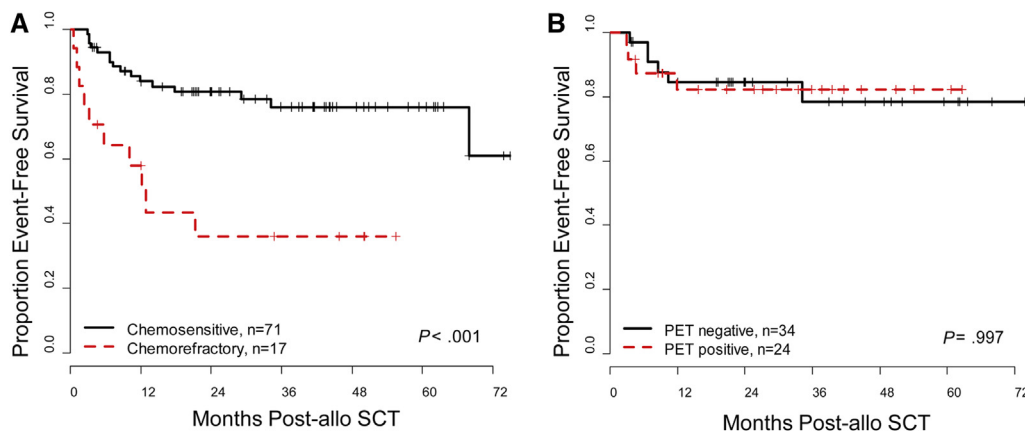 A
Proportion Event-Free Survival
1.0
0.8
0.6
0.4
0.2
0.0
Chemosensitive, n=71
Chemorefractory, n=17
P< .001
0 12 24 36 48 60 72
Months Post-allo SCT
B
Proportion Event-Free Survival
1.0
0.8
0.6
0.4
0.2
0.0
PET negative, n=34
PET positive, n=24
P= .997
0 12 24 36 48 60 72
Months Post-allo SCT